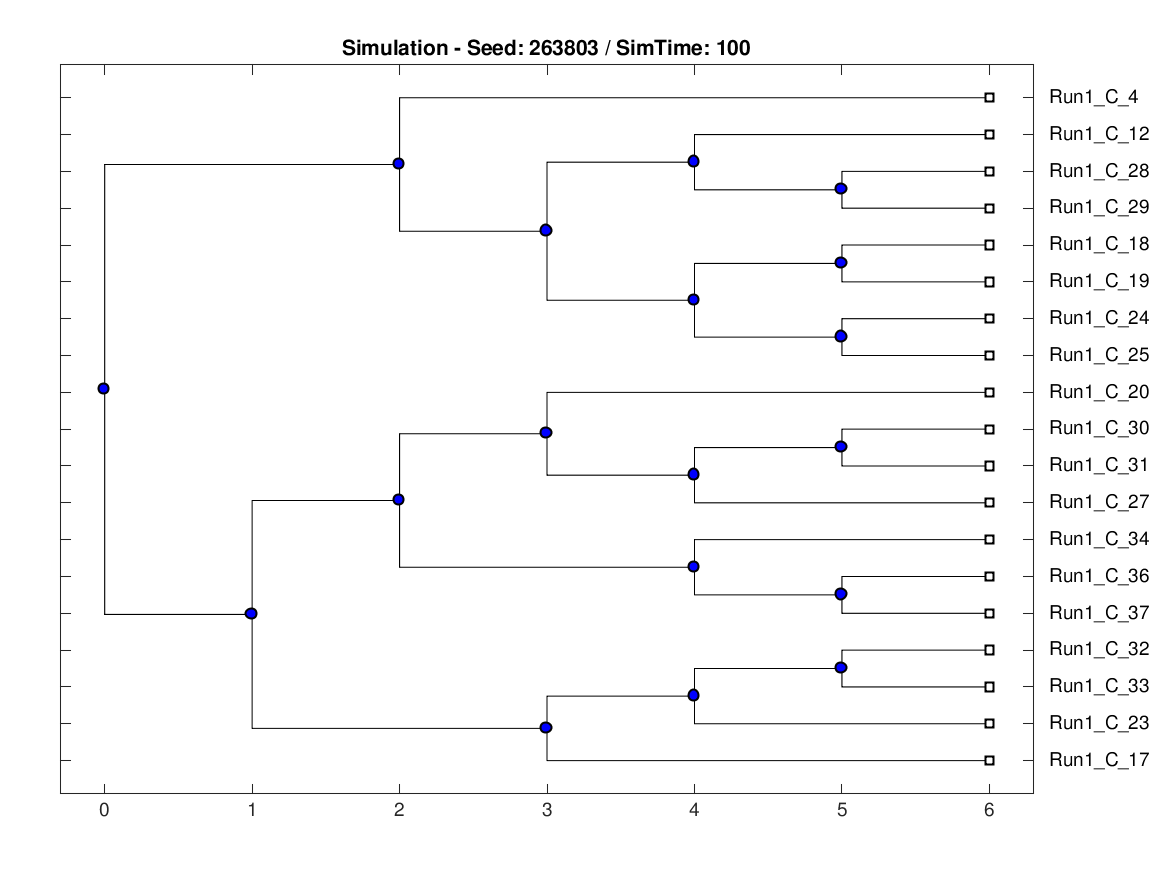 Simulation - Seed: 263803 / SimTime: 100
Run1_C_4
Run1_C_12
Run1_C_28
Run1_C_29
Run1_C_18
Run1_C_19
Run1_C_24
Run1_C_25
Run1_C_20
Run1_C_30
Run1_C_31
Run1_C_27
Run1_C_34
Run1_C_36
Run1_C_37
Run1_C_32
Run1_C_33
Run1_C_23
Run1_C_17
0 1 2 3 4 5 6